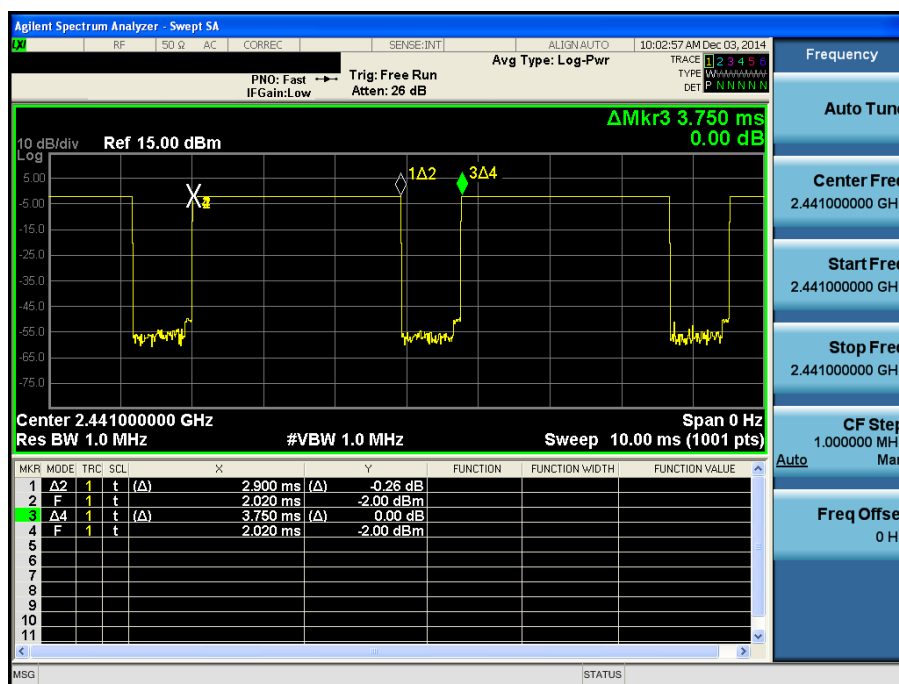 Agilent Spectrum Analyzer - Swept SA
LXI RF 50 Ω AC CORREC SENSE:INT ALIGN AUTO 10:02:57 AM Dec 03, 2014
Frequency
Avg Type: Log-Pwr
TRACE 1 2 3 4 5 6
PNO: Fast Trig: Free Run
TYPE W
IFGain:Low Atten: 26 dB
DET P N N N N N
Auto Tune
ΔMkr3 3.750 ms
0.00 dB
10 dB/div Ref 15.00 dBm
Log
5.00
-5.00
-15.0
-25.0
-35.0
-45.0
-55.0
-65.0
-75.0
1Δ2
3Δ4
Center 2.441000000 GHz Span 0 Hz
Res BW 1.0 MHz #VBW 1.0 MHz Sweep 10.00 ms (1001 pts)
Center Freq
2.441000000 GH
Start Freq
2.441000000 GH
Stop Freq
2.441000000 GH
CF Step
1.000000 MH
Auto Man
Freq Offset
0 H
MKR MODE TRC SCL X Y FUNCTION FUNCTION WIDTH FUNCTION VALUE
1 Δ2 1 t (Δ) 2.900 ms (Δ) -0.26 dB
2 F 1 t 2.020 ms -2.00 dBm
3 Δ4 1 t (Δ) 3.750 ms (Δ) 0.00 dB
4 F 1 t 2.020 ms -2.00 dBm
5
6
7
8
9
10
11
MSG STATUS